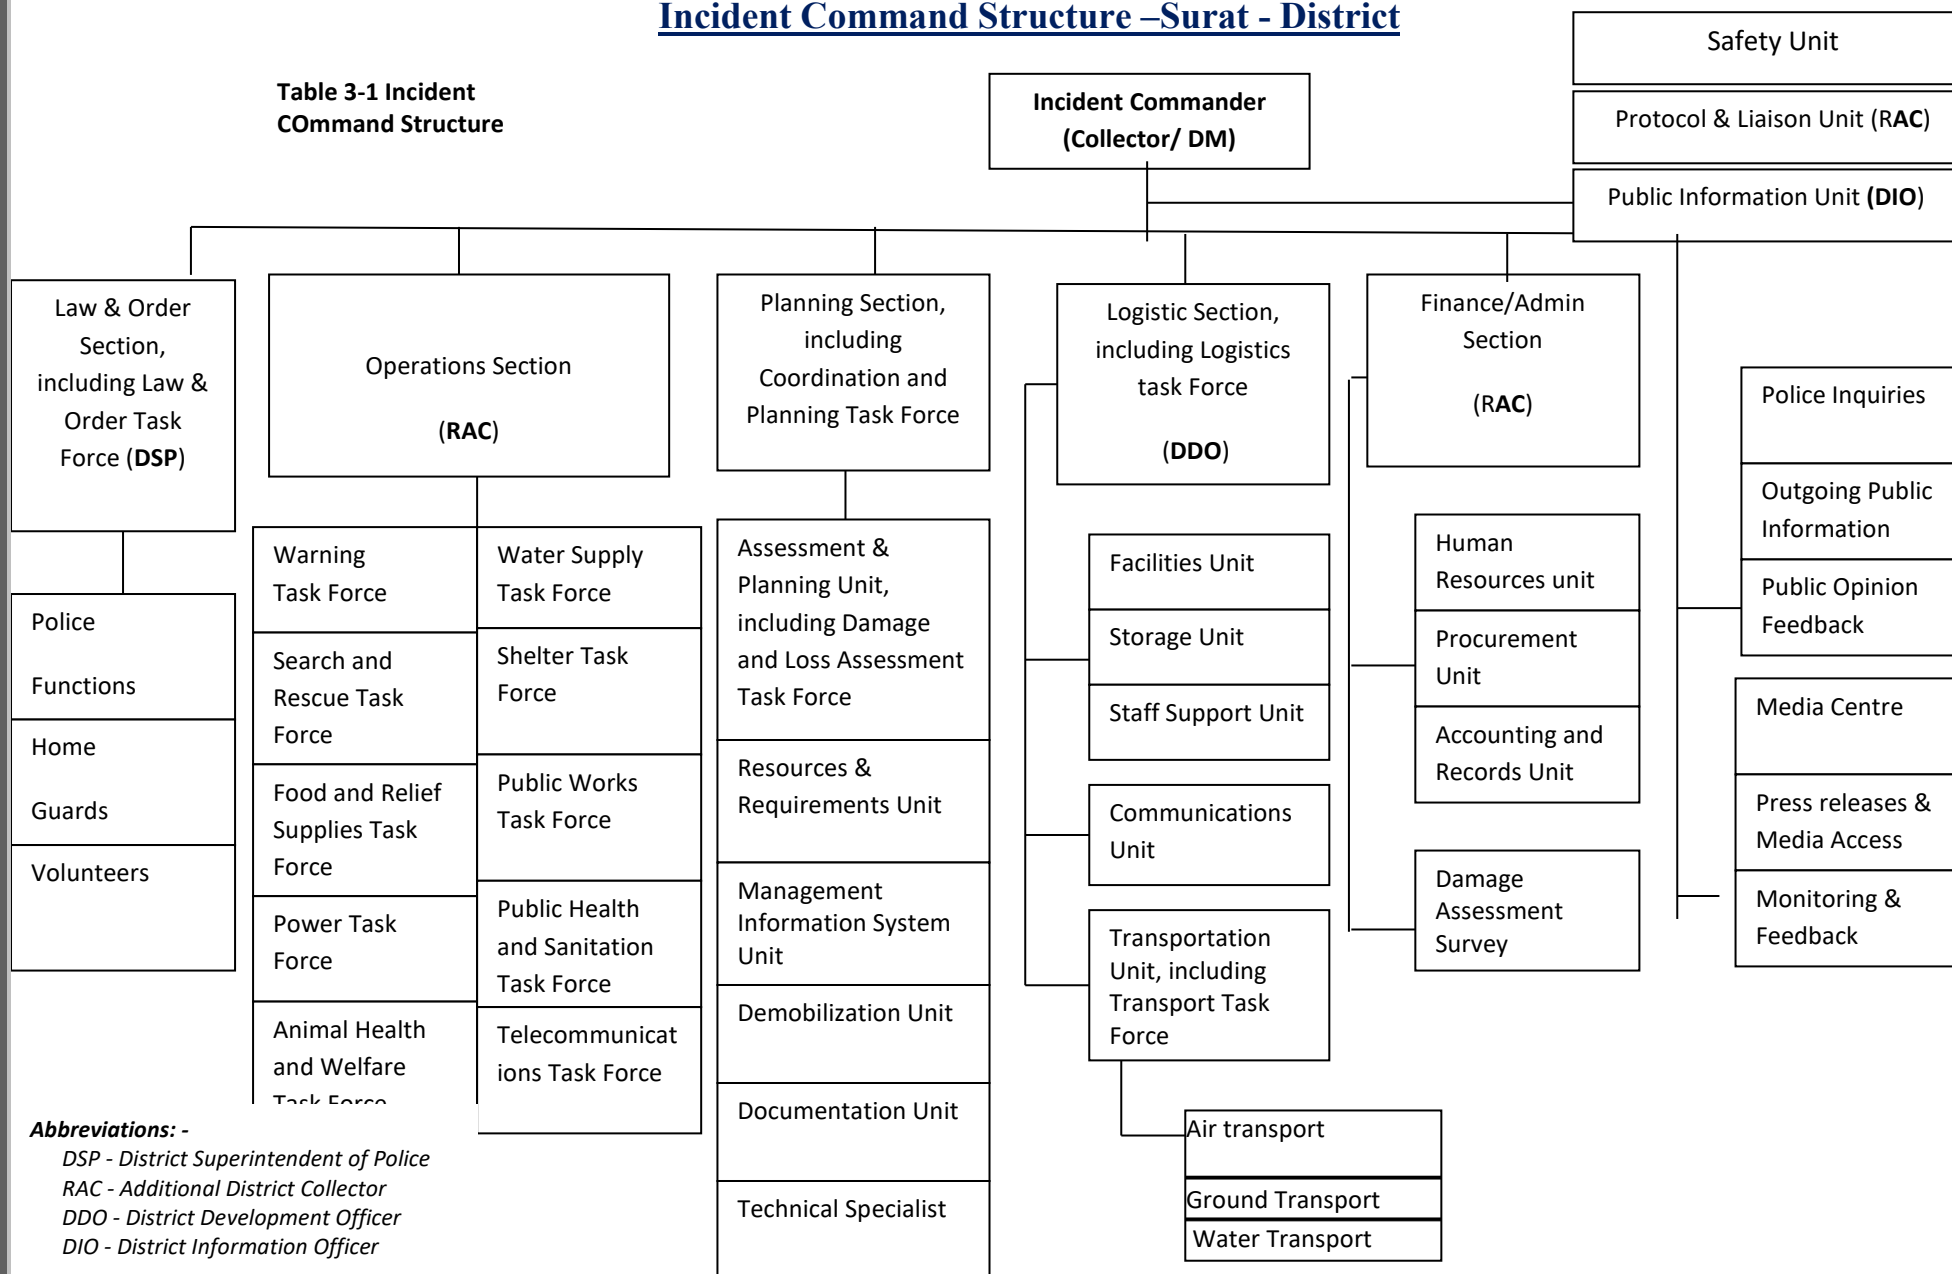 Incident Command Structure –Surat - District
Table 3-1 Incident
COmmand Structure
Incident Commander
(Collector/ DM)
Safety Unit
Protocol & Liaison Unit (RAC)
Public Information Unit (DIO)
Law & Order
Section,
including Law &
Order Task
Force (DSP)
Police
Functions
Home
Guards
Volunteers
Operations Section
(RAC)
Warning
Task Force
Search and
Rescue Task
Force
Food and Relief
Supplies Task
Force
Power Task
Force
Animal Health
and Welfare
Task Force
Water Supply
Task Force
Shelter Task
Force
Public Works
Task Force
Public Health
and Sanitation
Task Force
Telecommunicat
ions Task Force
Planning Section,
including
Coordination and
Planning Task Force
Assessment &
Planning Unit,
including Damage
and Loss Assessment
Task Force
Resources &
Requirements Unit
Management
Information System
Unit
Demobilization Unit
Documentation Unit
Technical Specialist
Logistic Section,
including Logistics
task Force
(DDO)
Facilities Unit
Storage Unit
Staff Support Unit
Communications
Unit
Transportation
Unit, including
Transport Task
Force
Air transport
Ground Transport
Water Transport
Finance/Admin
Section
(RAC)
Human
Resources unit
Procurement
Unit
Accounting and
Records Unit
Damage
Assessment
Survey
Police Inquiries
Outgoing Public
Information
Public Opinion
Feedback
Media Centre
Press releases &
Media Access
Monitoring &
Feedback
Abbreviations: -
DSP - District Superintendent of Police
RAC - Additional District Collector
DDO - District Development Officer
DIO - District Information Officer